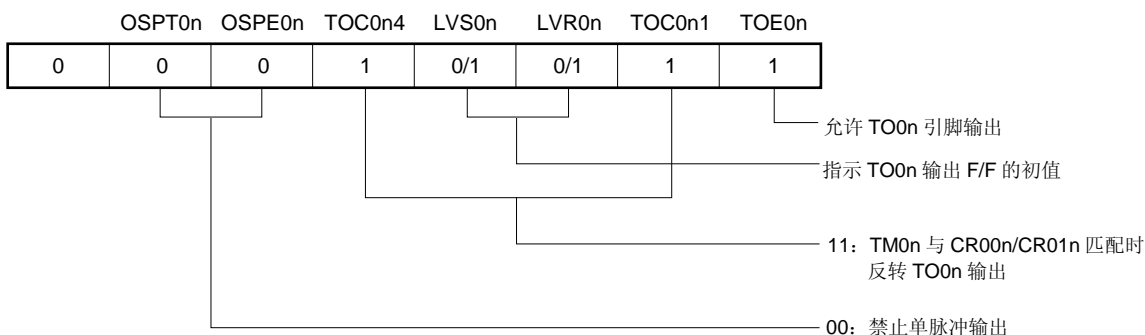 OSPT0n OSPE0n TOC0n4 LVS0n LVR0n TOC0n1 TOE0n
0 0 0 1 0/1 0/1 1 1
允许 TO0n 引脚输出
指示 TO0n 输出 F/F 的初值
11：TM0n 与 CR00n/CR01n 匹配时
反转 TO0n 输出
00：禁止单脉冲输出